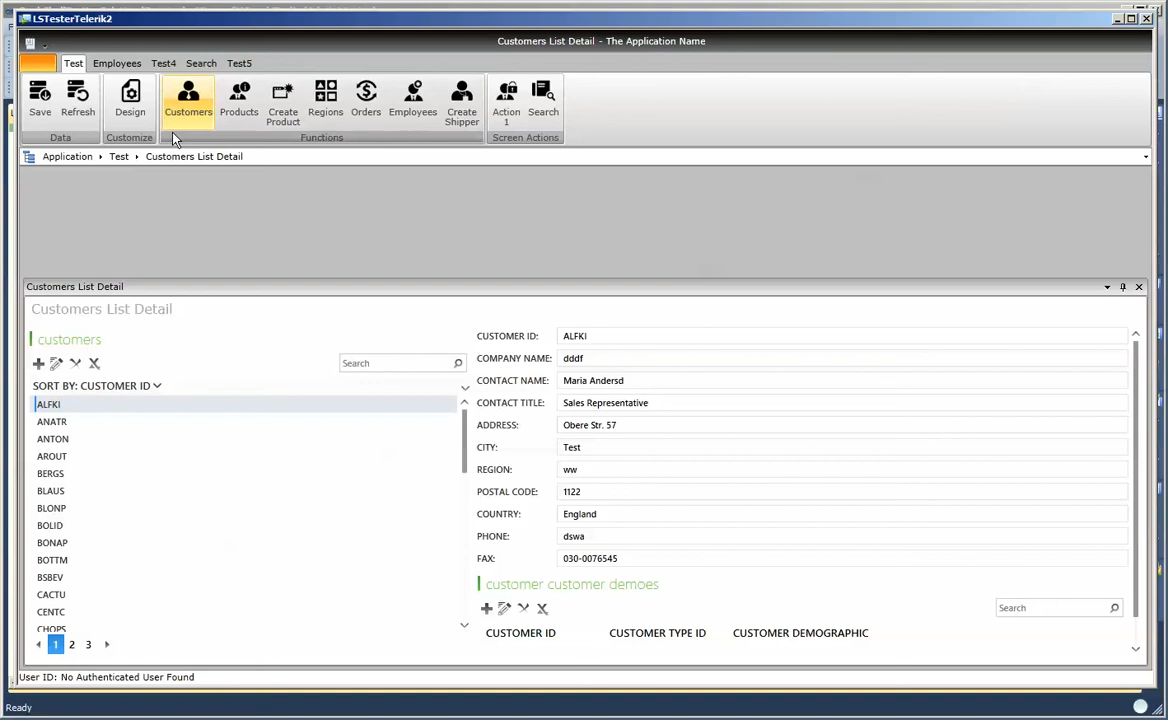 LSTesterTelerik2
Customers List Detail - The Application Name
Test Employees Test4 Search Test5
Save Refresh Design Customers Products Create Product Regions Orders Employees Create Shipper Action 1 Search
Data Customize Functions Screen Actions
Application Test Customers List Detail
Customers List Detail
Customers List Detail
customers
Search
SORT BY: CUSTOMER ID
ALFKI
ANATR
ANTON
AROUT
BERGS
BLAUS
BLONP
BOLID
BONAP
BOTTM
BSBEV
CACTU
CENTC
CHOPS
1 2 3
CUSTOMER ID: ALFKI
COMPANY NAME: dddf
CONTACT NAME: Maria Andersd
CONTACT TITLE: Sales Representative
ADDRESS: Obere Str. 57
CITY: Test
REGION: ww
POSTAL CODE: 1122
COUNTRY: England
PHONE: dswa
FAX: 030-0076545
customer customer demoes
Search
CUSTOMER ID CUSTOMER TYPE ID CUSTOMER DEMOGRAPHIC
User ID: No Authenticated User Found
Ready